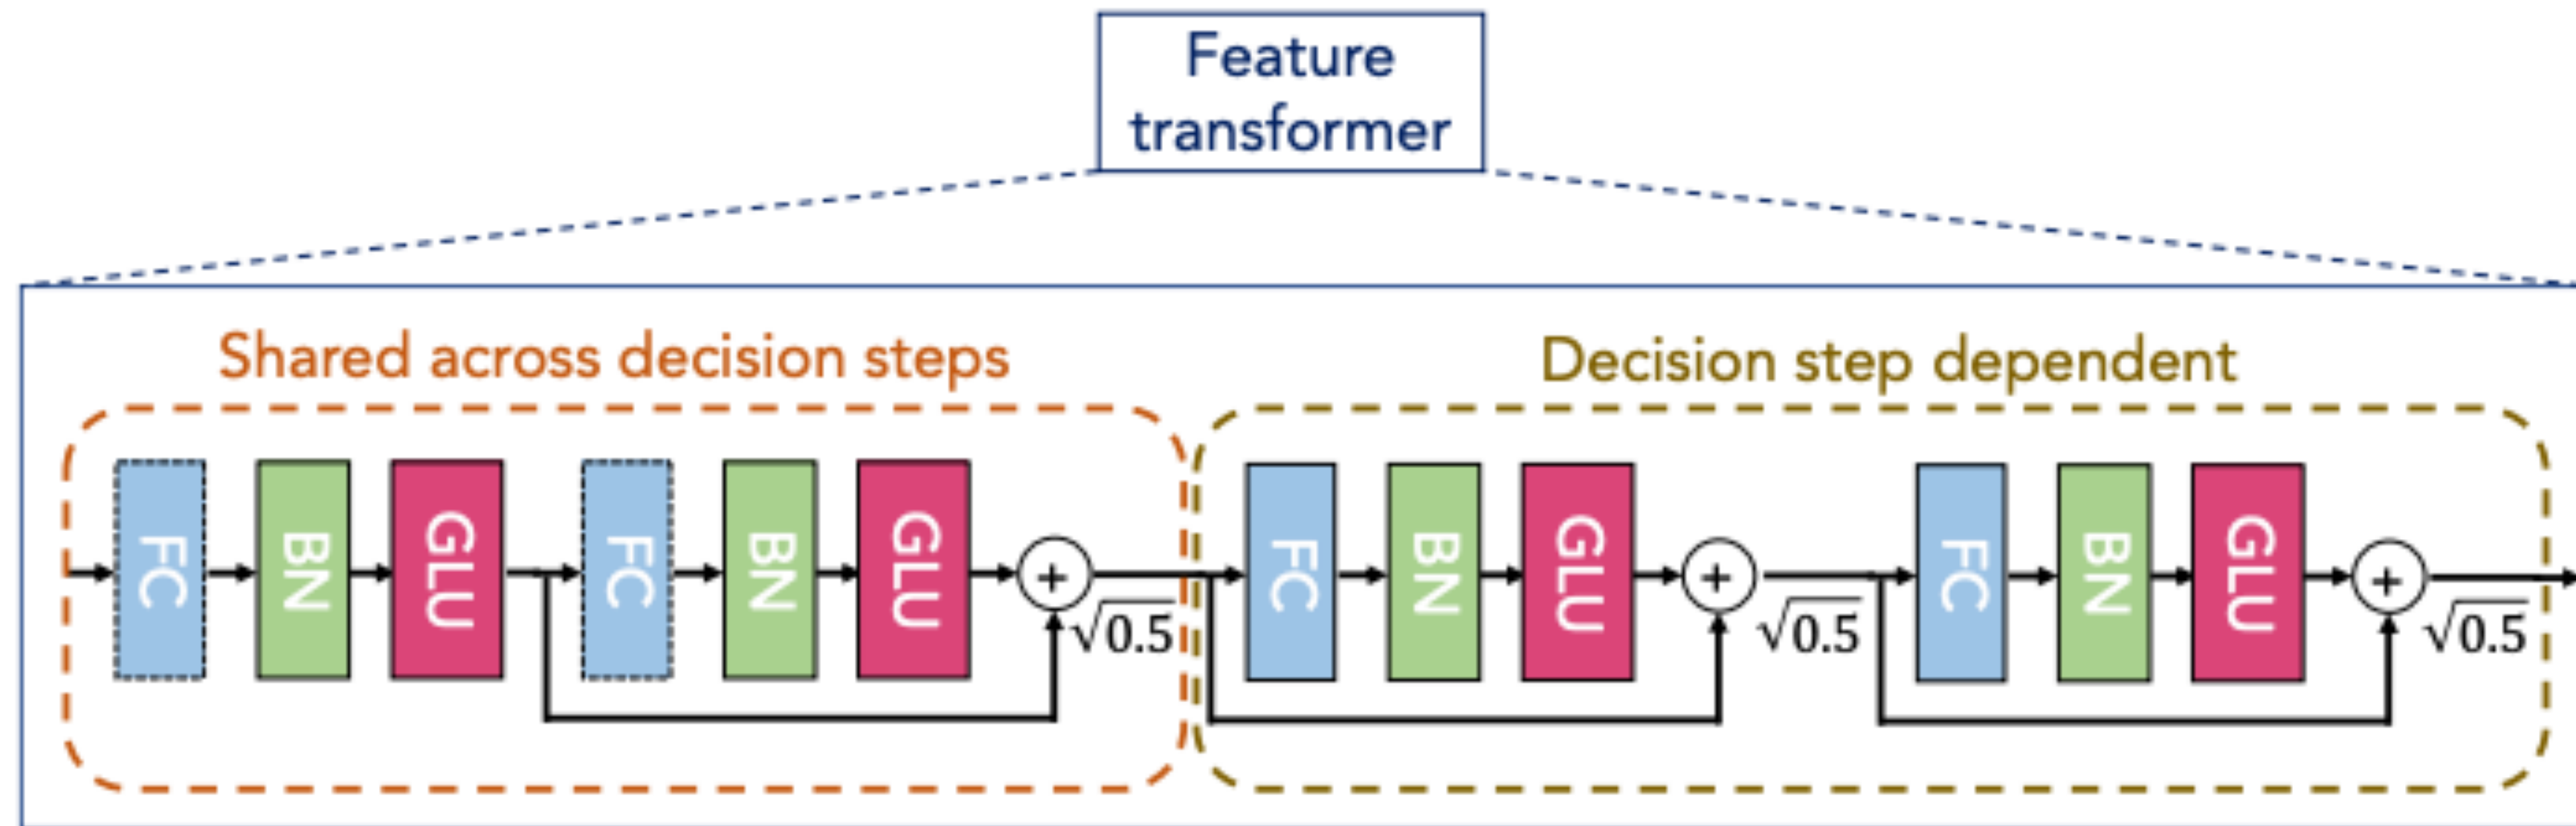 Feature
transformer
Shared across decision steps
Decision step dependent
FC
BN
GLU
FC
BN
GLU
+
√0.5
FC
BN
GLU
+
√0.5
FC
BN
GLU
+
√0.5